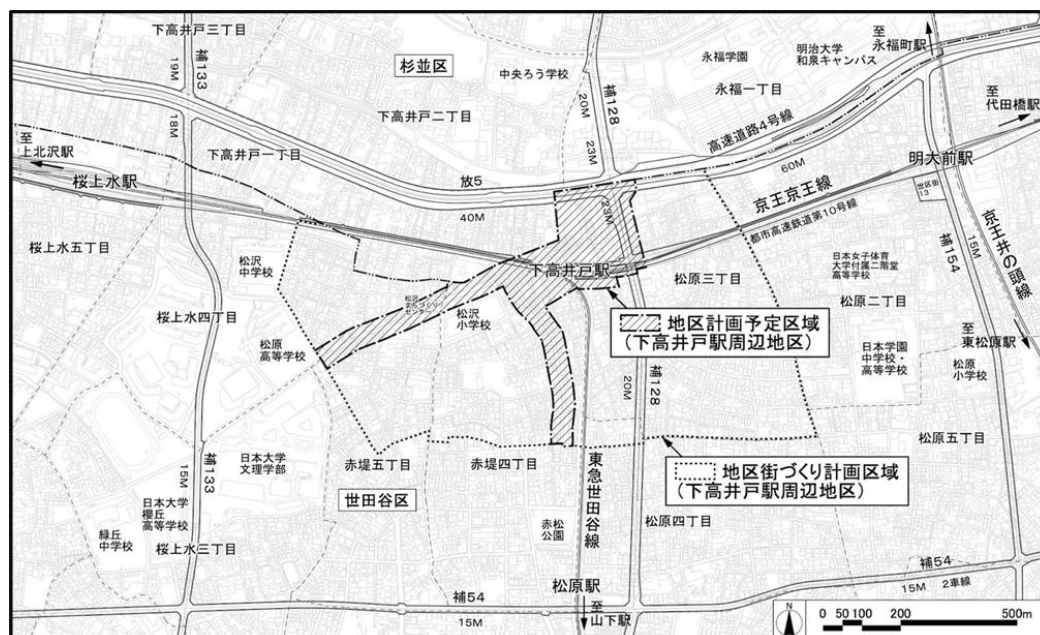 下高井戸三丁目
補133
19M
18M
杉並区
中央ろう学校
20M
23M
補128
永福学園
明治大学
和泉キャンパス
至
永福町駅
永福一丁目
下高井戸二丁目
高速道路4号線
至
代田橋駅
至
上北沢駅
下高井戸一丁目
放5
60M
明大前駅
桜上水駅
40M
23M
京王京王線
世区街
13
都市高速鉄道第10号線
15M
補154
京王井の頭線
桜上水五丁目
松沢
中学校
下高井戸駅
松原三丁目
日本女子体育
大学付属二階堂
高等学校
松原二丁目
桜上水四丁目
松沢
まちづくり
センター
松沢
小学校
地区計画予定区域
(下高井戸駅周辺地区)
至
東松原駅
松原
高等学校
日本学園
中学校・
高等学校
松原
小学校
20M
補128
松原五丁目
日本大学
文理学部
赤堤五丁目
赤堤四丁目
地区街づくり計画区域
(下高井戸駅周辺地区)
15M
補133
世田谷区
東急世田谷線
日本大学
櫻丘
高等学校
緑丘
中学校
赤松
公園
松原四丁目
桜上水三丁目
松原駅
補54
15M
至
山下駅
補54
15M
2車線
N
0 50 100 200 500m